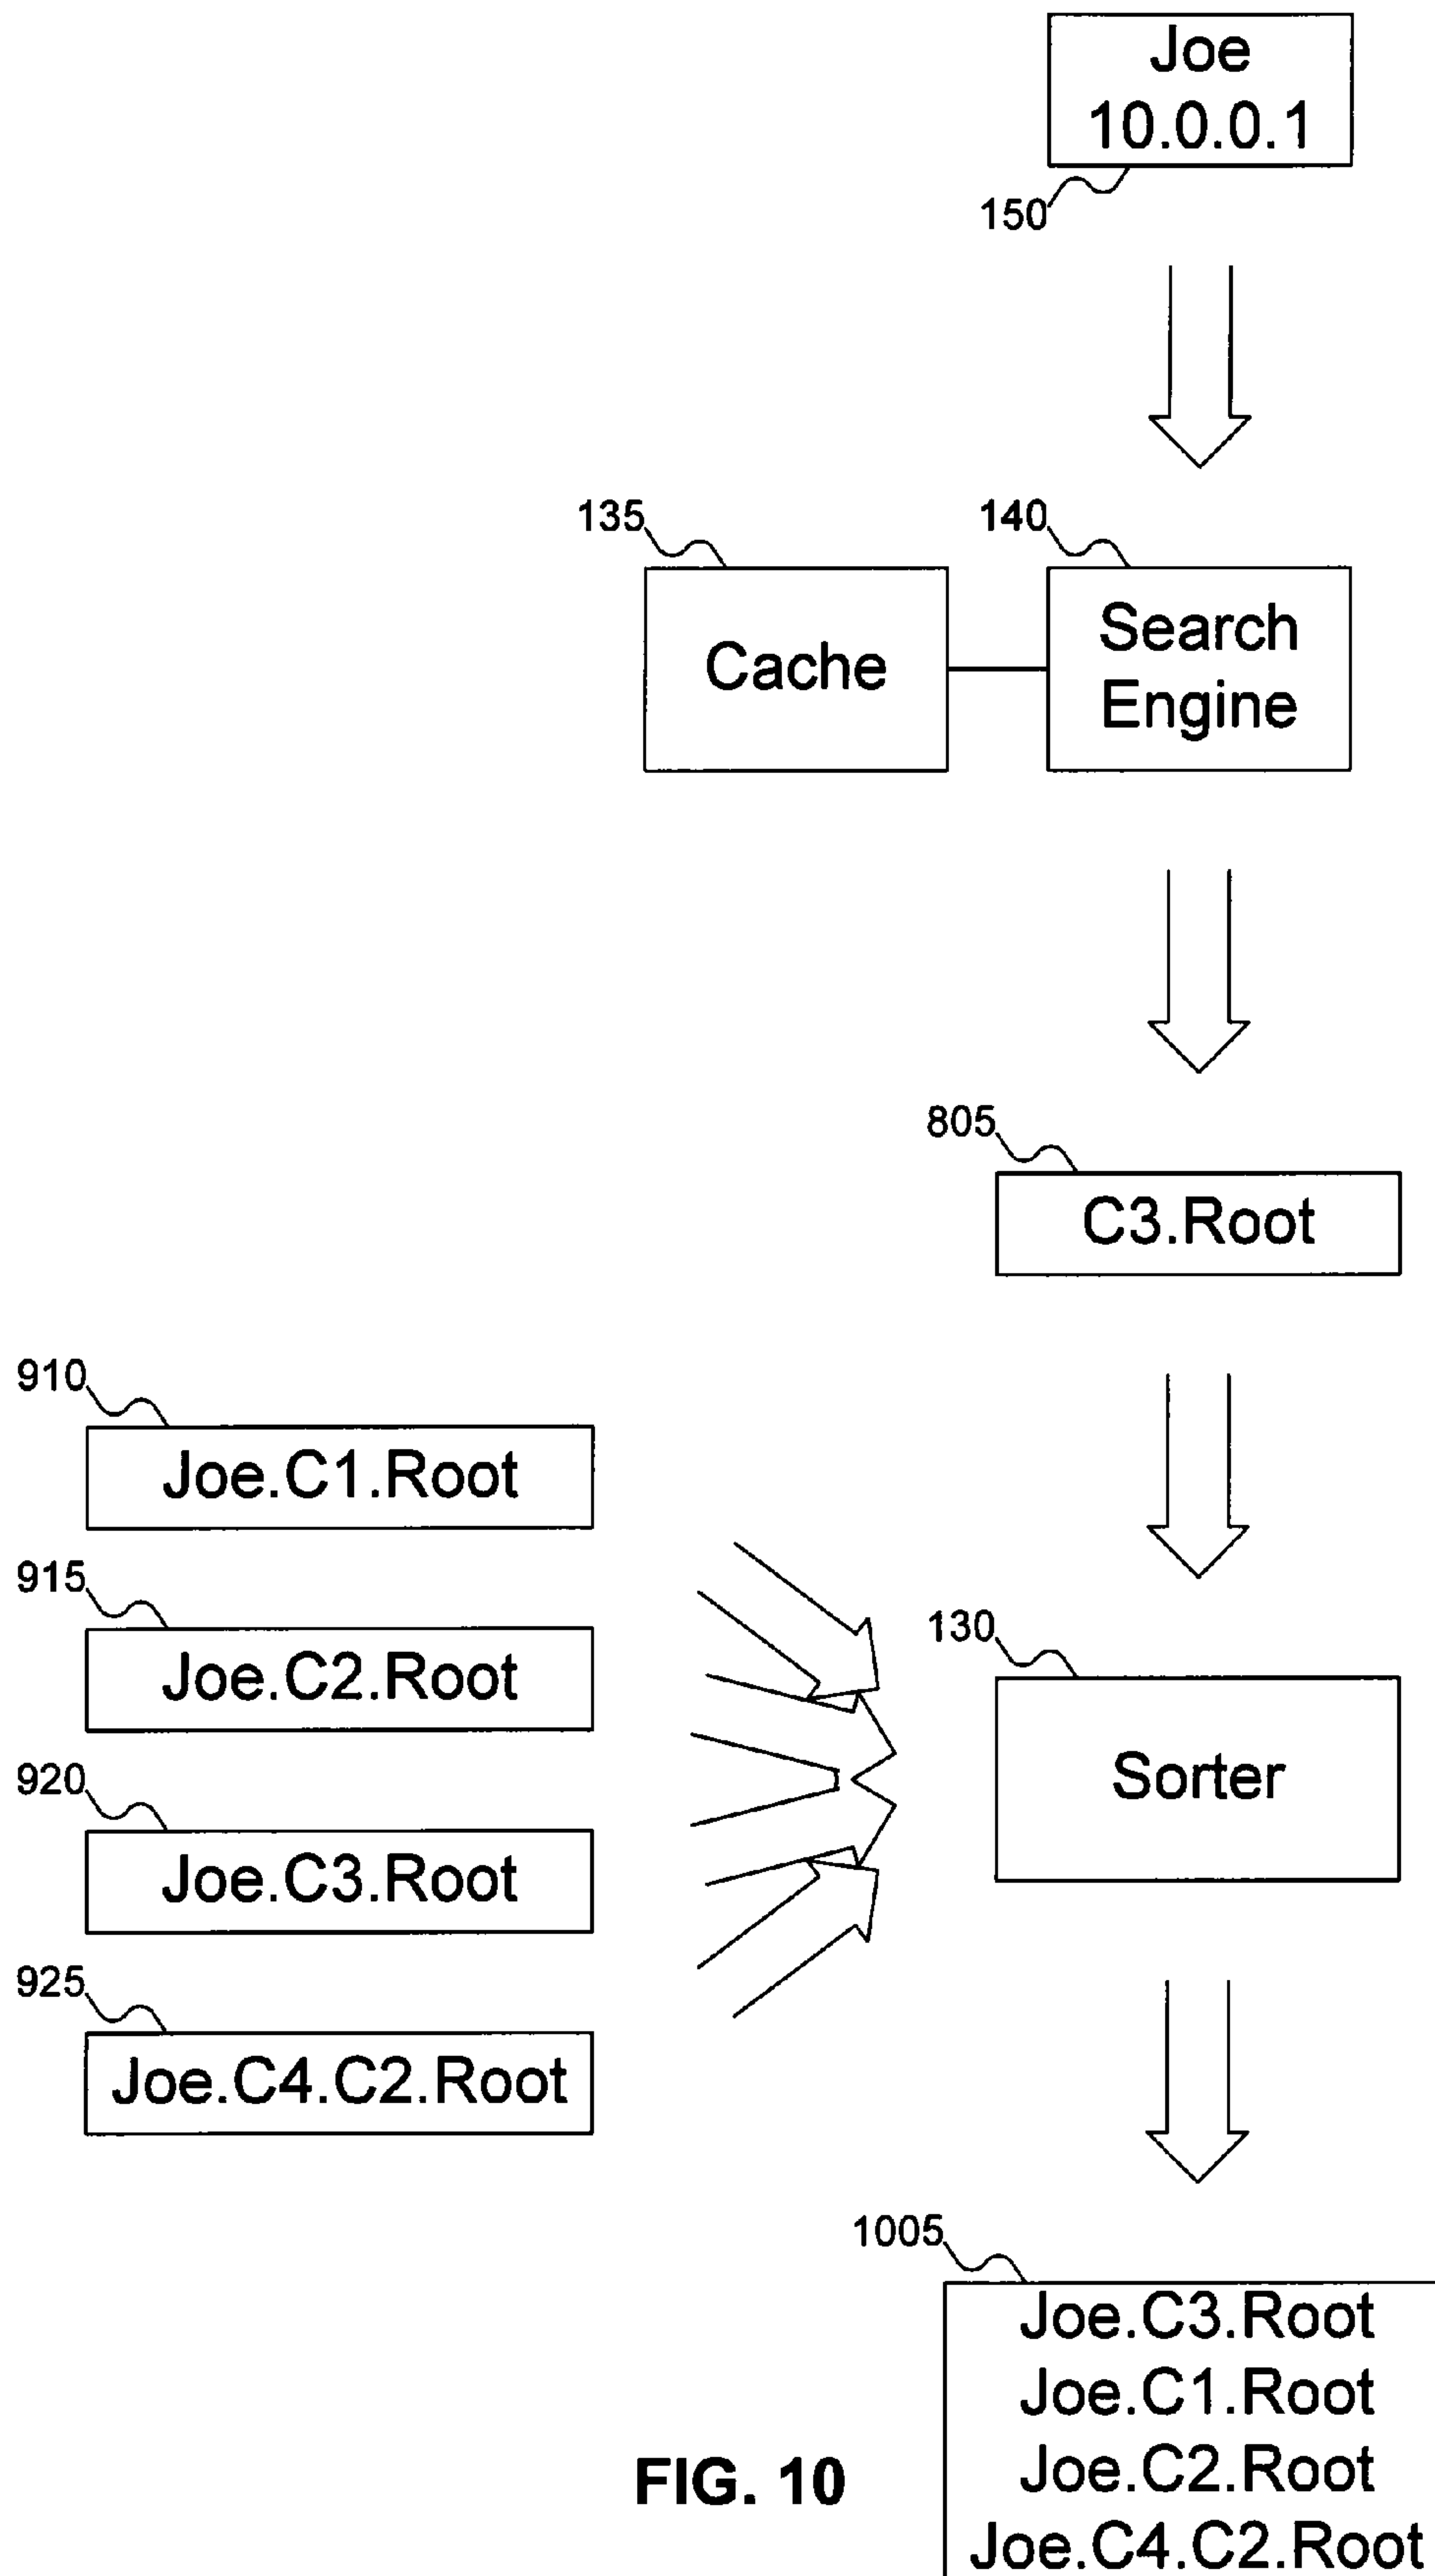 Joe
10.0.0.1
150
135
140
Cache
Search
Engine
805
C3.Root
910
Joe.C1.Root
915
Joe.C2.Root
130
920
Sorter
Joe.C3.Root
925
Joe.C4.C2.Root
1005
Joe.C3.Root
Joe.C1.Root
Joe.C2.Root
Joe.C4.C2.Root
FIG. 10